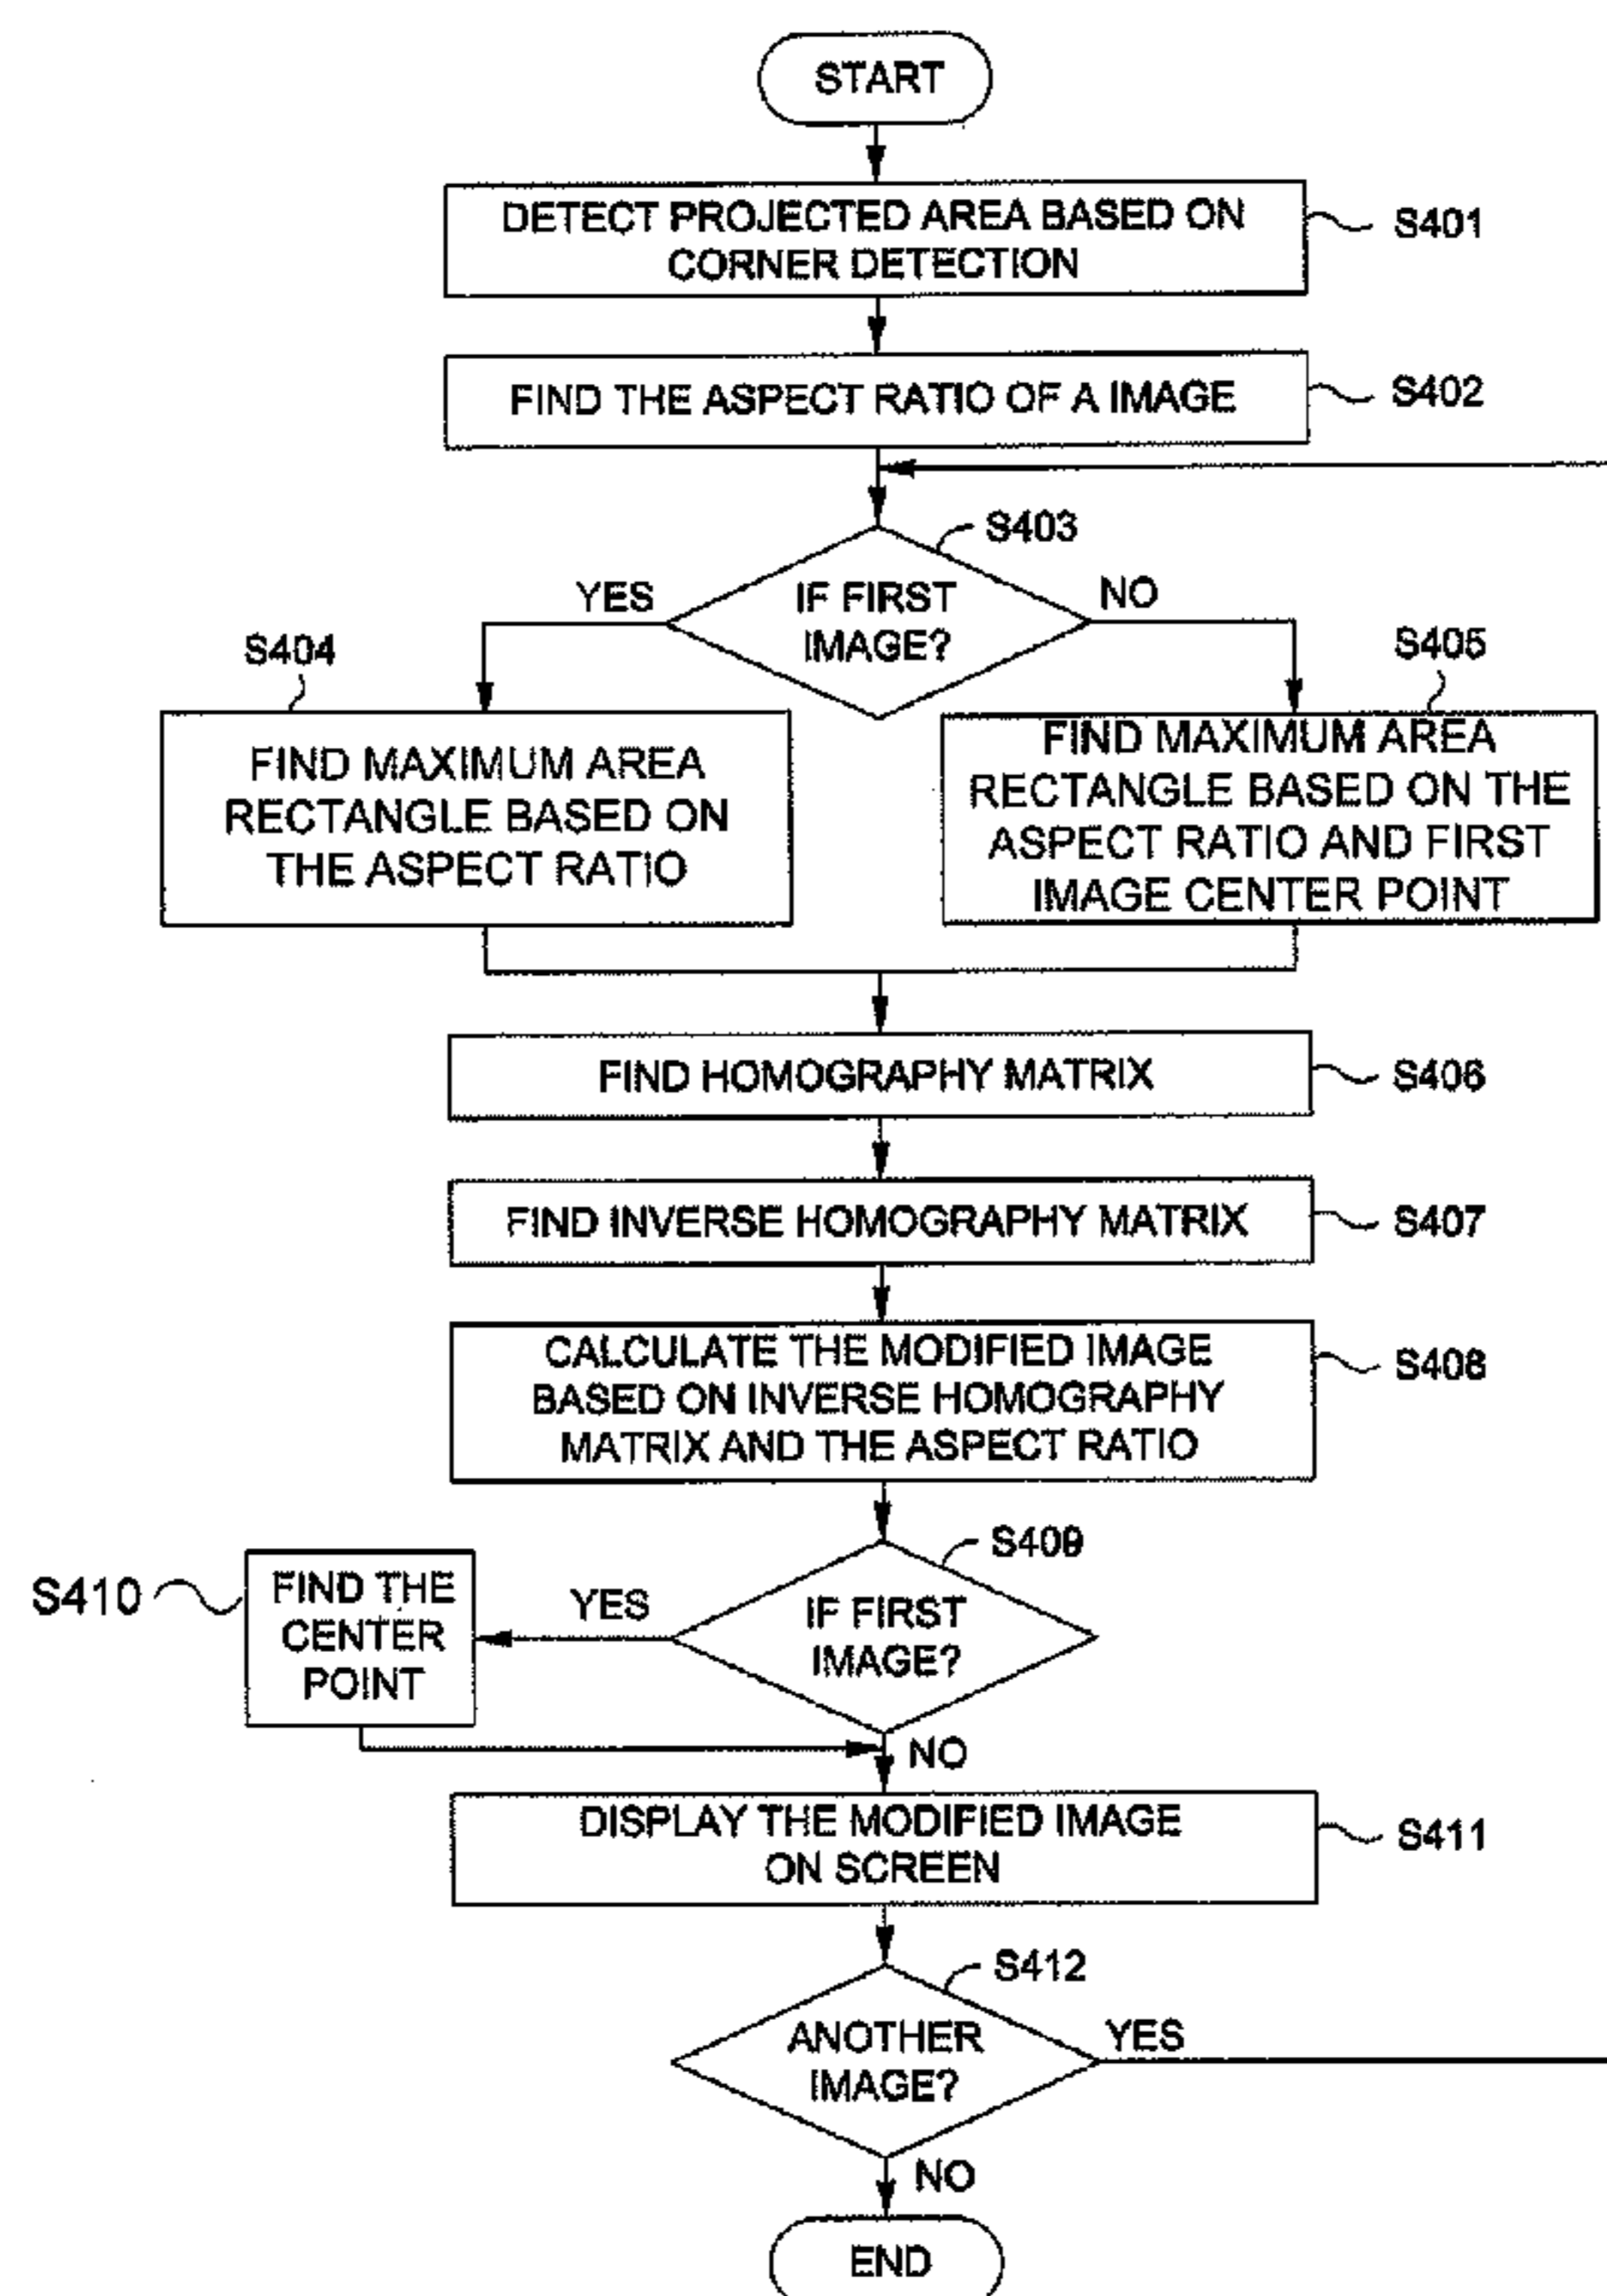 START
DETECT PROJECTED AREA BASED ON
CORNER DETECTION
S401
FIND THE ASPECT RATIO OF A IMAGE
S402
S403
IF FIRST
IMAGE?
YES
NO
S404
FIND MAXIMUM AREA
RECTANGLE BASED ON
THE ASPECT RATIO
S405
FIND MAXIMUM AREA
RECTANGLE BASED ON THE
ASPECT RATIO AND FIRST
IMAGE CENTER POINT
FIND HOMOGRAPHY MATRIX
S406
FIND INVERSE HOMOGRAPHY MATRIX
S407
CALCULATE THE MODIFIED IMAGE
BASED ON INVERSE HOMOGRAPHY
MATRIX AND THE ASPECT RATIO
S408
S409
IF FIRST
IMAGE?
YES
S410
FIND THE
CENTER
POINT
NO
DISPLAY THE MODIFIED IMAGE
ON SCREEN
S411
S412
ANOTHER
IMAGE?
YES
NO
END